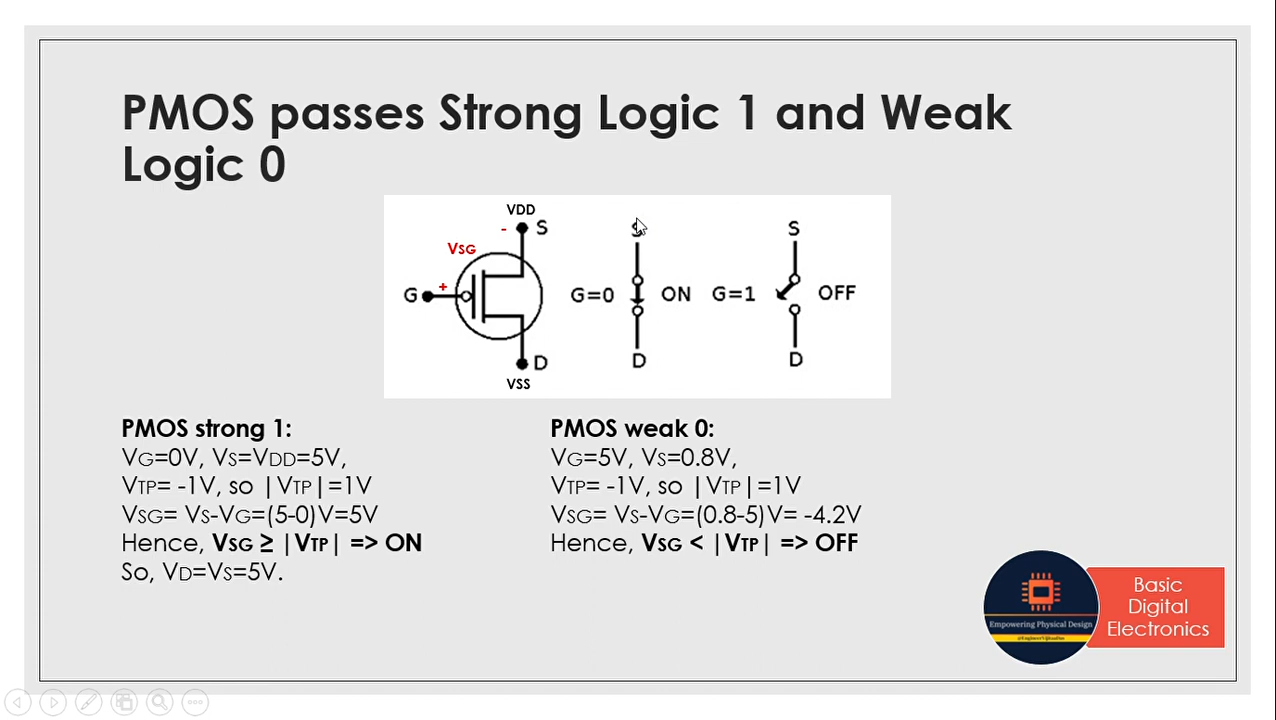 PMOS passes Strong Logic 1 and Weak
Logic 0
VDD
- S
VSG
+
G
D
VSS
S
G=0 ON
D
S
G=1 OFF
D
PMOS strong 1:
VG=0V, VS=VDD=5V,
VTP= -1V, so |VTP|=1V
VSG= VS-VG=(5-0)V=5V
Hence, VSG ≥ |VTP| => ON
So, VD=VS=5V.
PMOS weak 0:
VG=5V, VS=0.8V,
VTP= -1V, so |VTP|=1V
VSG= VS-VG=(0.8-5)V= -4.2V
Hence, VSG < |VTP| => OFF
Empowering Physical Design
Basic
Digital
Electronics